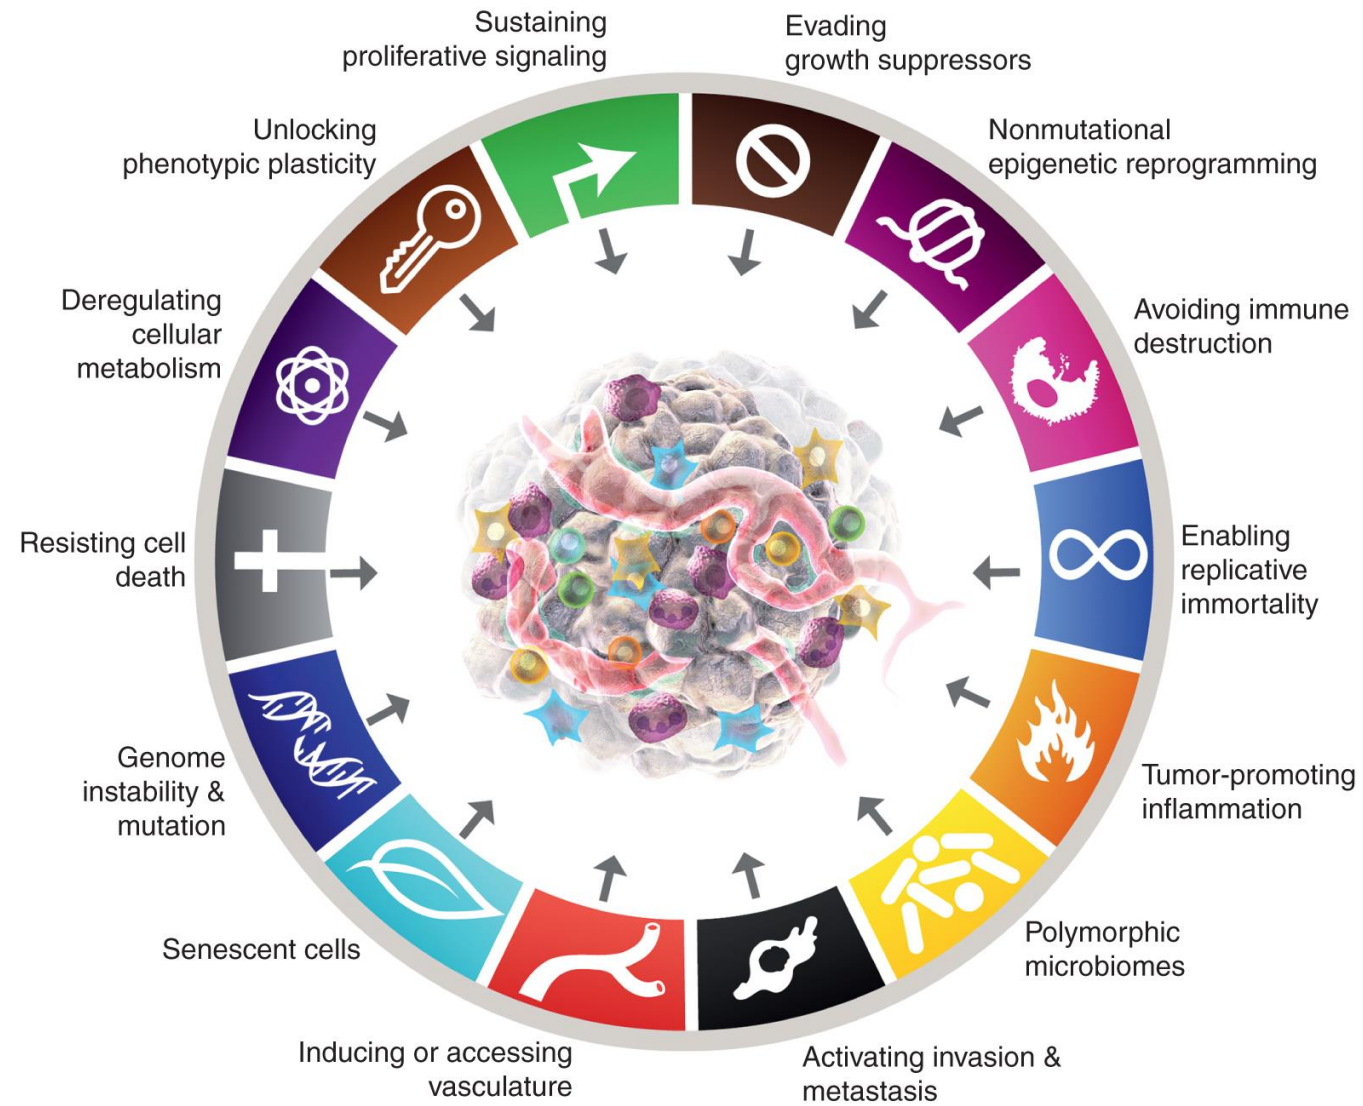 Sustaining
proliferative signaling
Evading
growth suppressors
Nonmutational
epigenetic reprogramming
Avoiding immune
destruction
Enabling
replicative
immortality
Tumor-promoting
inflammation
Polymorphic
microbiomes
Activating invasion &
metastasis
Inducing or accessing
vasculature
Senescent cells
Genome
instability &
mutation
Resisting cell
death
Deregulating
cellular
metabolism
Unlocking
phenotypic plasticity